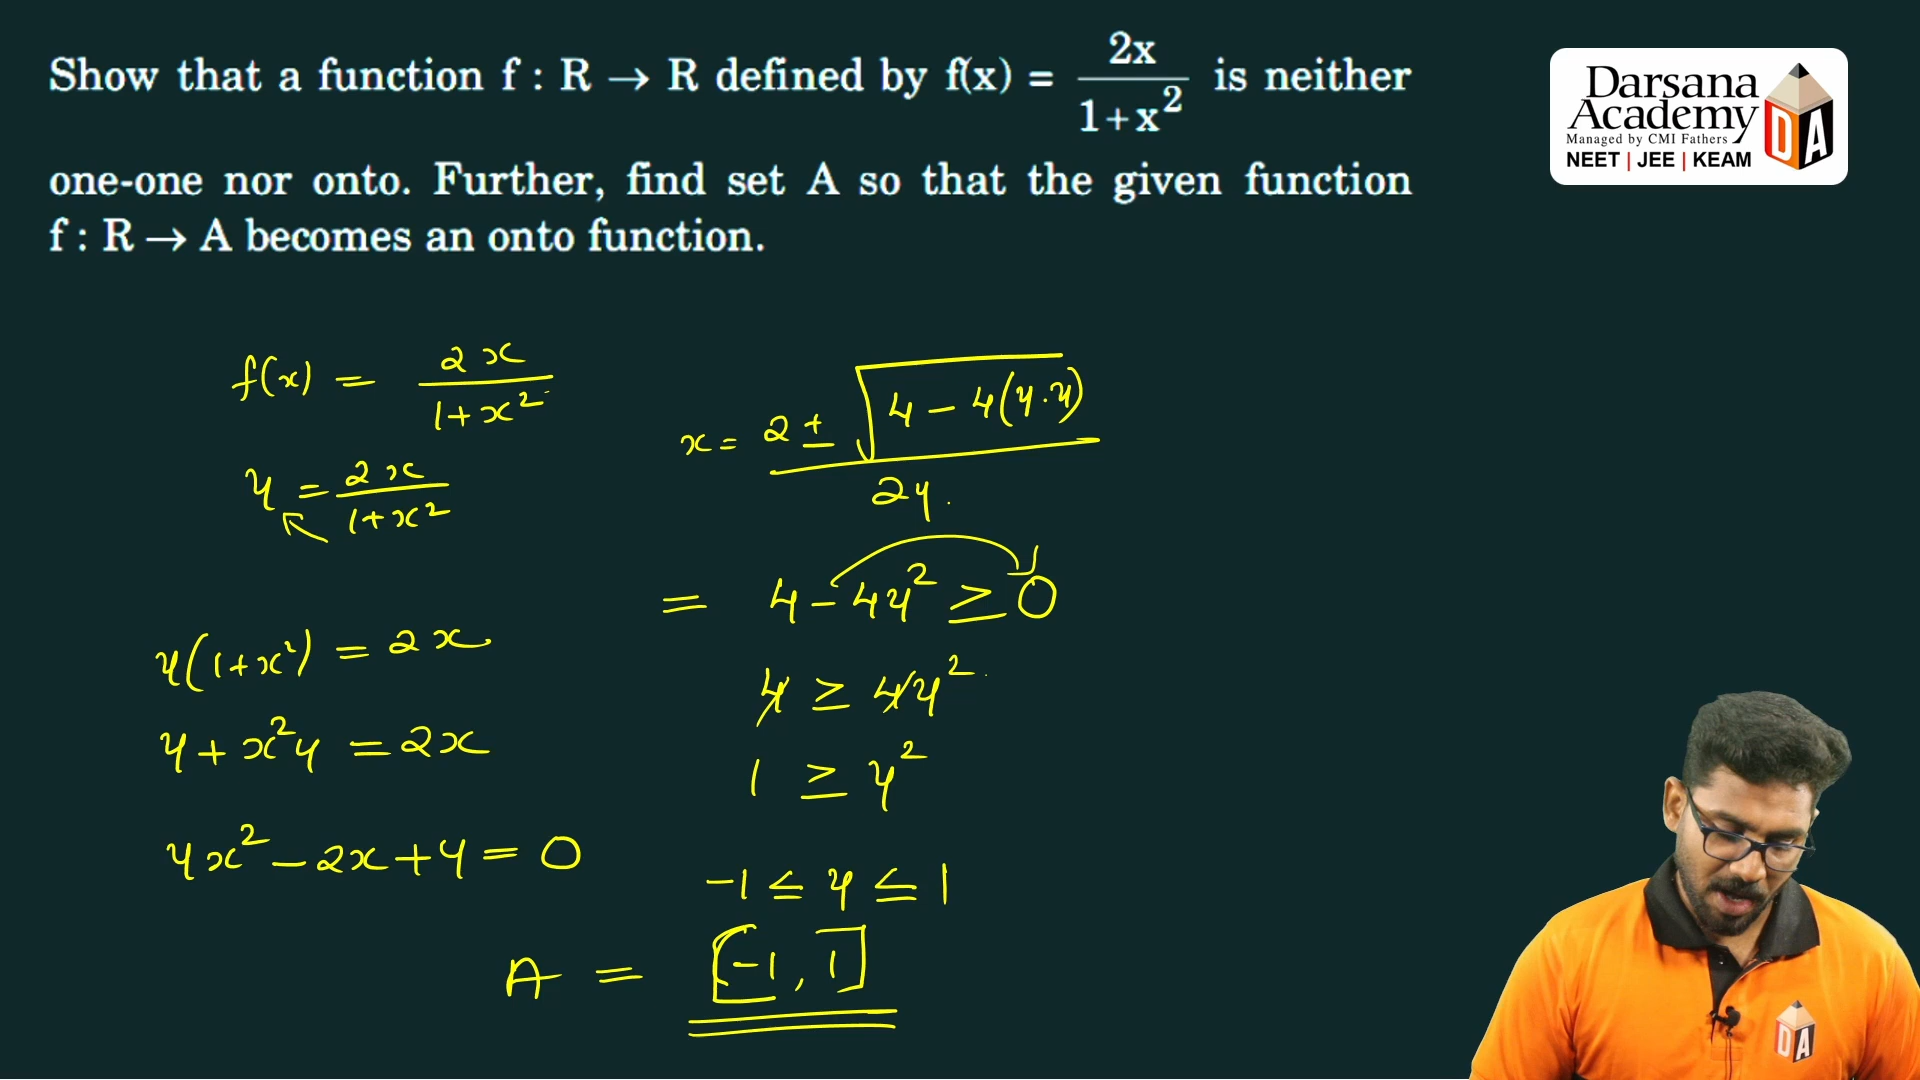 Show that a function f : R → R defined by f(x) = 2x / 1+x² is neither
one-one nor onto. Further, find set A so that the given function
f : R → A becomes an onto function.
Darsana
Academy
Managed by CMI Fathers
NEET | JEE | KEAM
DA
f(x) = 2x / 1+x²
y = 2x / 1+x²
y(1+x²) = 2x
y + x²y = 2x
yx² - 2x + y = 0
x = 2 ± √4 - 4(y.y) / 2y.
= 4 - 4y² ≥ 0
4 ≥ 4y²
1 ≥ y²
-1 ≤ y ≤ 1
A = [-1, 1]
DA